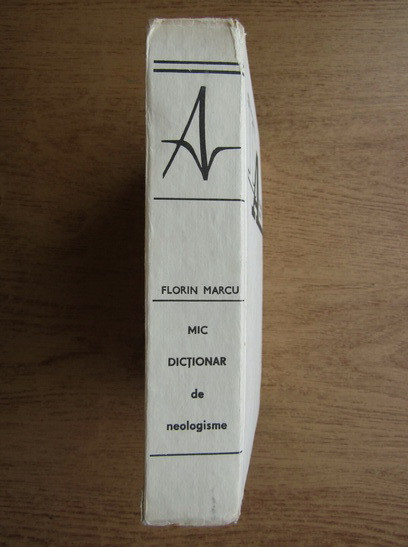 FLORIN MARCU
MIC
DICȚIONAR
de
neologisme